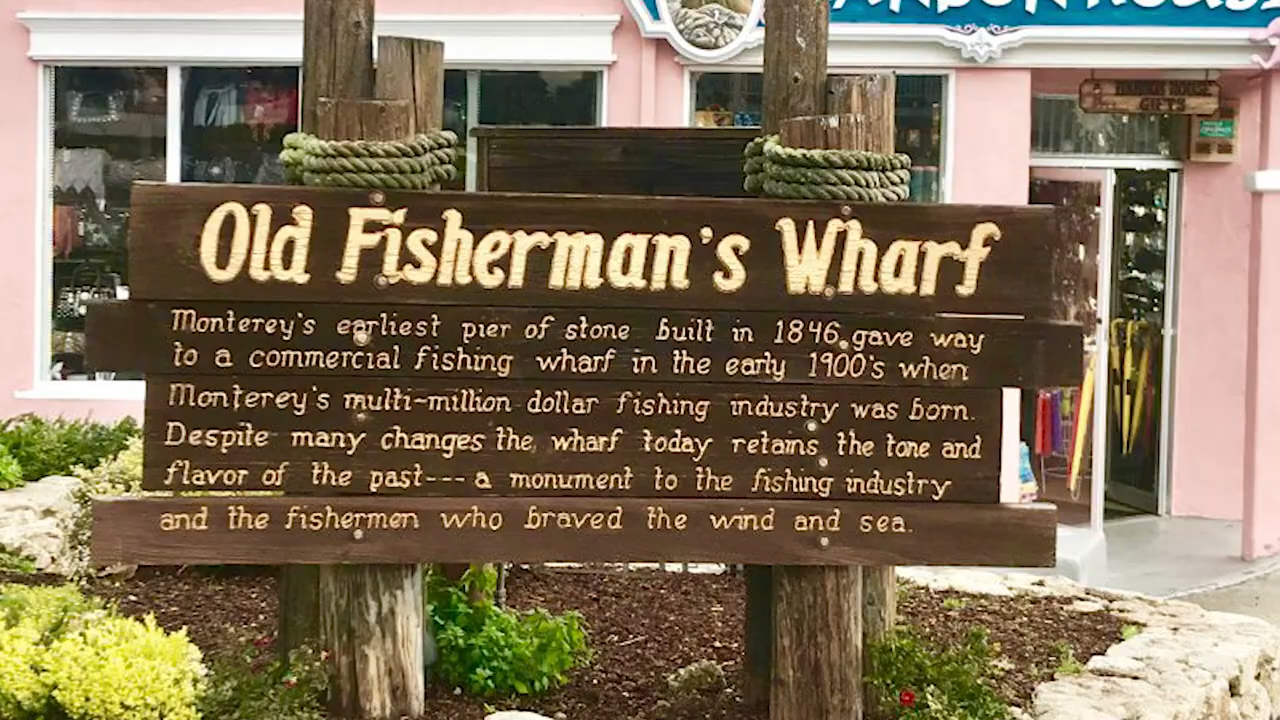 Old Fisherman's Wharf
Monterey's earliest pier of stone built in 1846, gave way
to a commercial fishing wharf in the early 1900's when
Monterey's multi-million dollar fishing industry was born.
Despite many changes the wharf today retains the tone and
flavor of the past--- a monument to the fishing industry
and the fishermen who braved the wind and sea.
HARBOR HOUSE
GIFTS